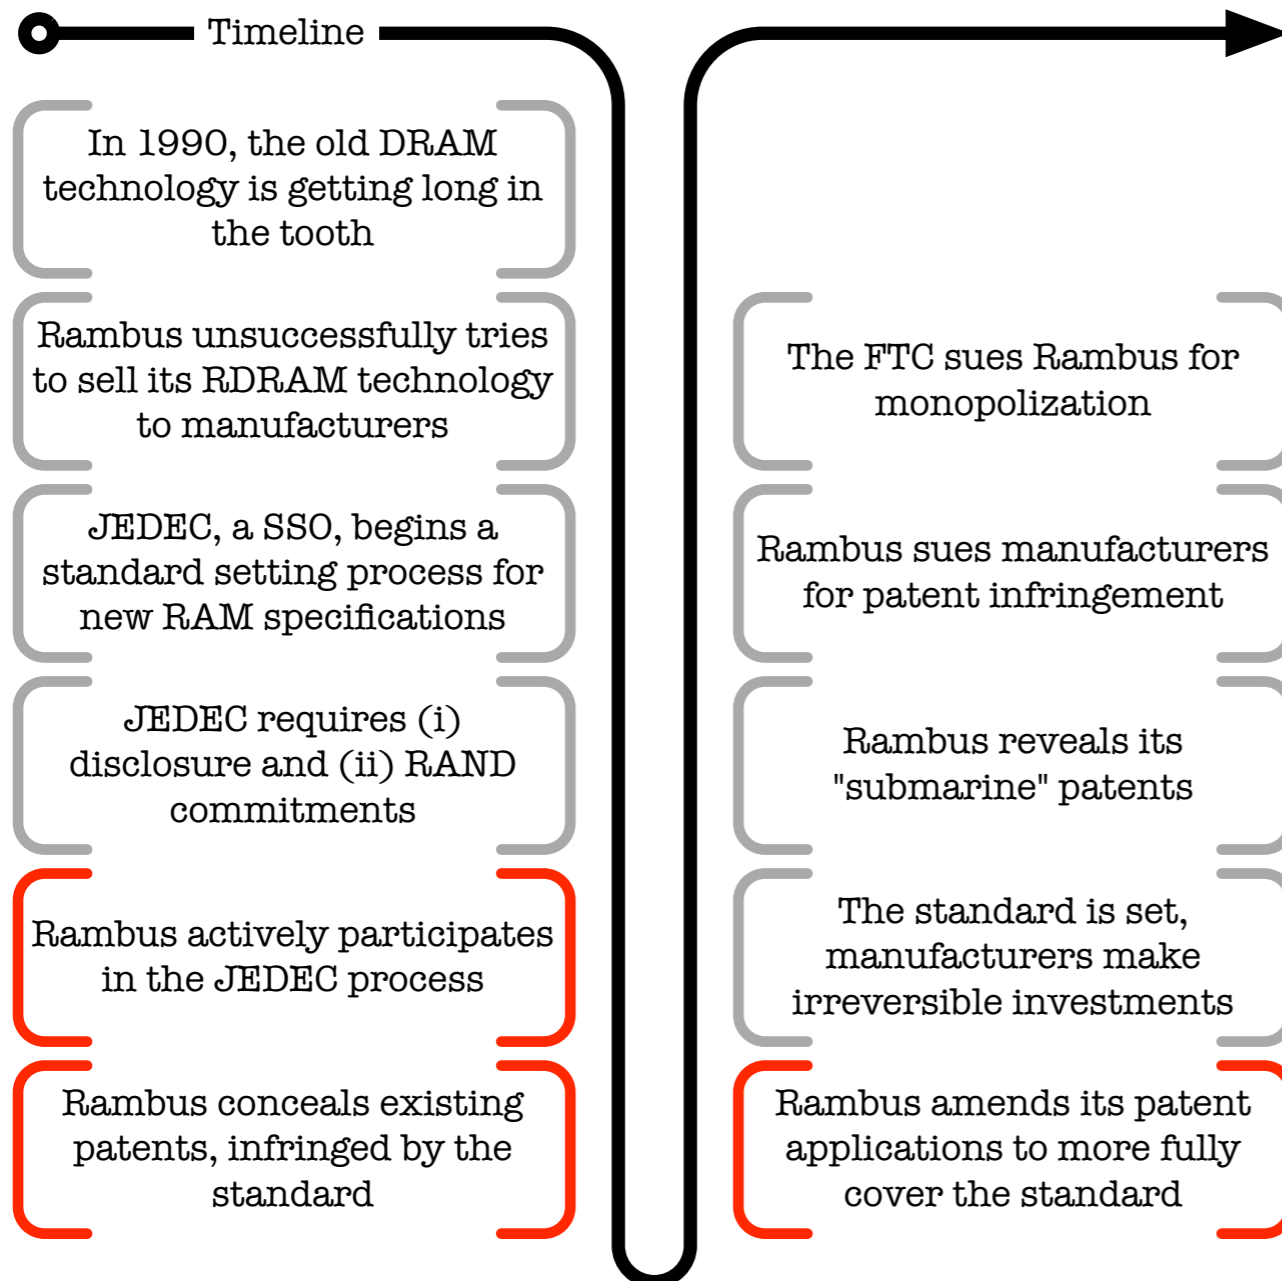 Timeline
In 1990, the old DRAM
technology is getting long in
the tooth
Rambus unsuccessfully tries
to sell its RDRAM technology
to manufacturers
JEDEC, a SSO, begins a
standard setting process for
new RAM specifications
JEDEC requires (i)
disclosure and (ii) RAND
commitments
Rambus actively participates
in the JEDEC process
Rambus conceals existing
patents, infringed by the
standard
Rambus amends its patent
applications to more fully
cover the standard
The standard is set,
manufacturers make
irreversible investments
Rambus reveals its
"submarine" patents
Rambus sues manufacturers
for patent infringement
The FTC sues Rambus for
monopolization